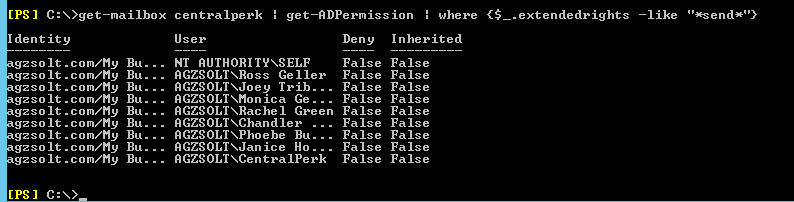 [PS] C:\>get-mailbox centralperk | get-ADPermission | where {$_.extendedrights -like "*send*"}
Identity User Deny Inherited
-------- ---- ---- ---------
agzsolt.com/My Bu... NT AUTHORITY\SELF False False
agzsolt.com/My Bu... AGZSOLT\Ross Geller False False
agzsolt.com/My Bu... AGZSOLT\Joey Trib... False False
agzsolt.com/My Bu... AGZSOLT\Monica Ge... False False
agzsolt.com/My Bu... AGZSOLT\Rachel Green False False
agzsolt.com/My Bu... AGZSOLT\Chandler ... False False
agzsolt.com/My Bu... AGZSOLT\Phoebe Bu... False False
agzsolt.com/My Bu... AGZSOLT\Janice Ho... False False
agzsolt.com/My Bu... AGZSOLT\CentralPerk False False
[PS] C:\>_